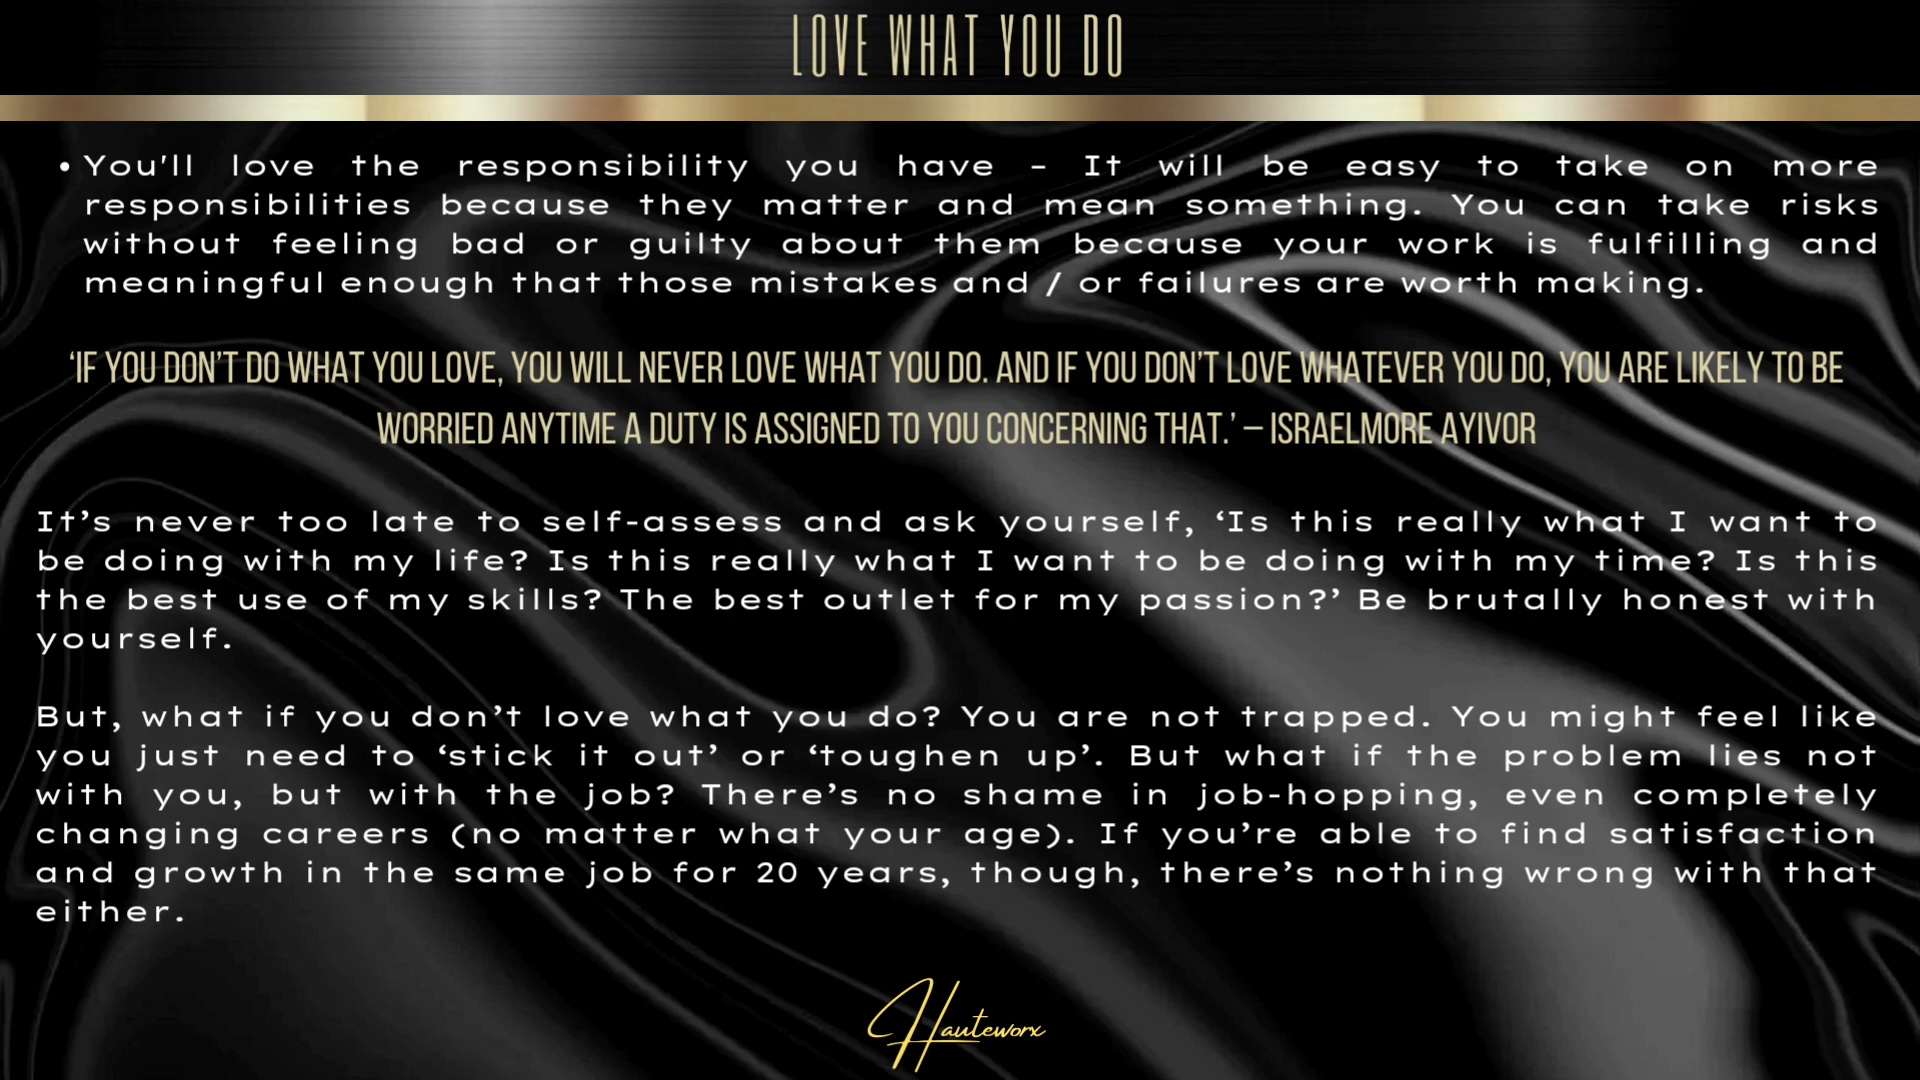 LOVE WHAT YOU DO
• You'll love the responsibility you have – It will be easy to take on more
responsibilities because they matter and mean something. You can take risks
without feeling bad or guilty about them because your work is fulfilling and
meaningful enough that those mistakes and / or failures are worth making.
‘IF YOU DON’T DO WHAT YOU LOVE, YOU WILL NEVER LOVE WHAT YOU DO. AND IF YOU DON’T LOVE WHATEVER YOU DO, YOU ARE LIKELY TO BE
WORRIED ANYTIME A DUTY IS ASSIGNED TO YOU CONCERNING THAT.’ – ISRAELMORE AYIVOR
It’s never too late to self-assess and ask yourself, ‘Is this really what I want to
be doing with my life? Is this really what I want to be doing with my time? Is this
the best use of my skills? The best outlet for my passion?’ Be brutally honest with
yourself.
But, what if you don’t love what you do? You are not trapped. You might feel like
you just need to ‘stick it out’ or ‘toughen up’. But what if the problem lies not
with you, but with the job? There’s no shame in job-hopping, even completely
changing careers (no matter what your age). If you’re able to find satisfaction
and growth in the same job for 20 years, though, there’s nothing wrong with that
either.
Hauteworx